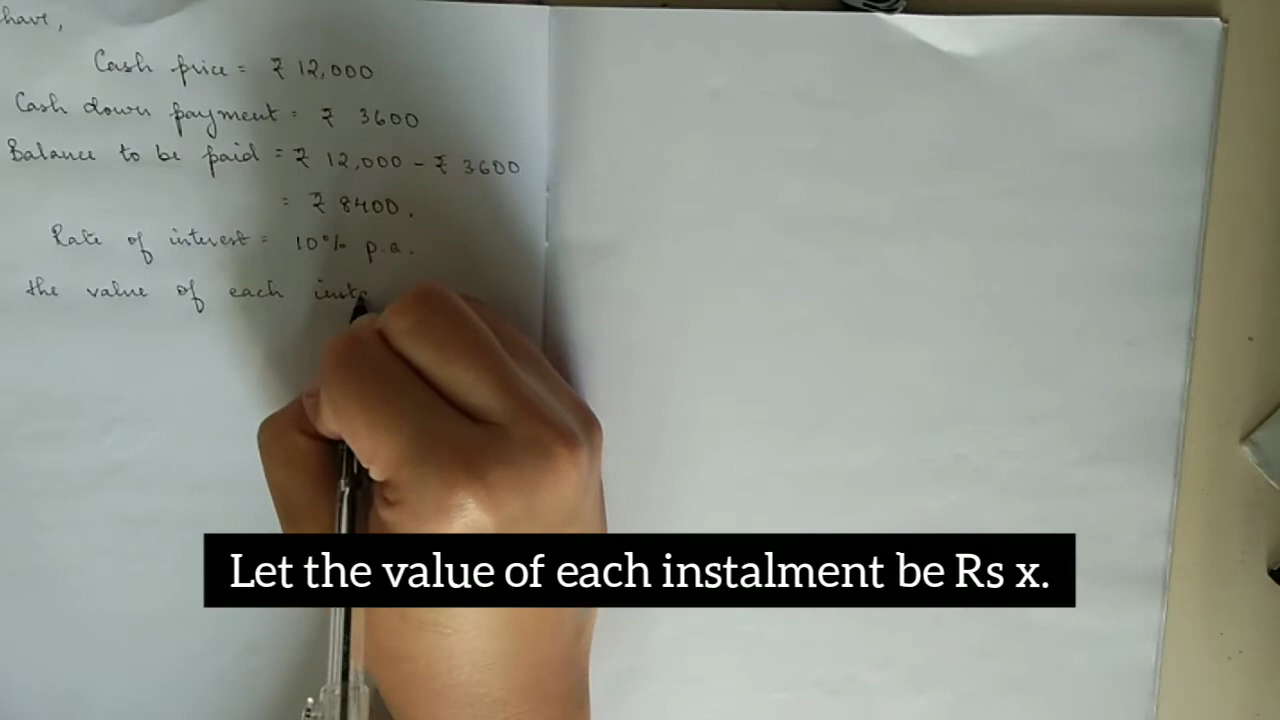 have,
Cash price = ₹ 12,000
Cash down payment = ₹ 3600
Balance to be paid = ₹ 12,000 - ₹ 3600
= ₹ 8400.
Rate of interest = 10% p.a.
the value of each insta
Let the value of each instalment be Rs x.